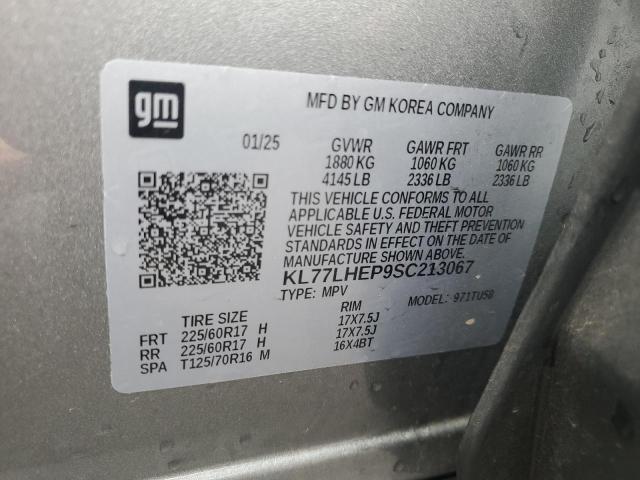 gm
MFD BY GM KOREA COMPANY
01/25 GVWR GAWR FRT GAWR RR
1880 KG 1060 KG 1060 KG
4145 LB 2336 LB 2336 LB
THIS VEHICLE CONFORMS TO ALL
APPLICABLE U.S. FEDERAL MOTOR
VEHICLE SAFETY AND THEFT PREVENTION
STANDARDS IN EFFECT ON THE DATE
OF MANUFACTURE SHOWN ABOVE.
KL77LHEP9SC213067
TYPE: MPV MODEL: 971TU58
TIRE SIZE RIM
FRT 225/60R17 H 17X7.5J
RR 225/60R17 H 17X7.5J
SPA T125/70R16 M 16X4BT